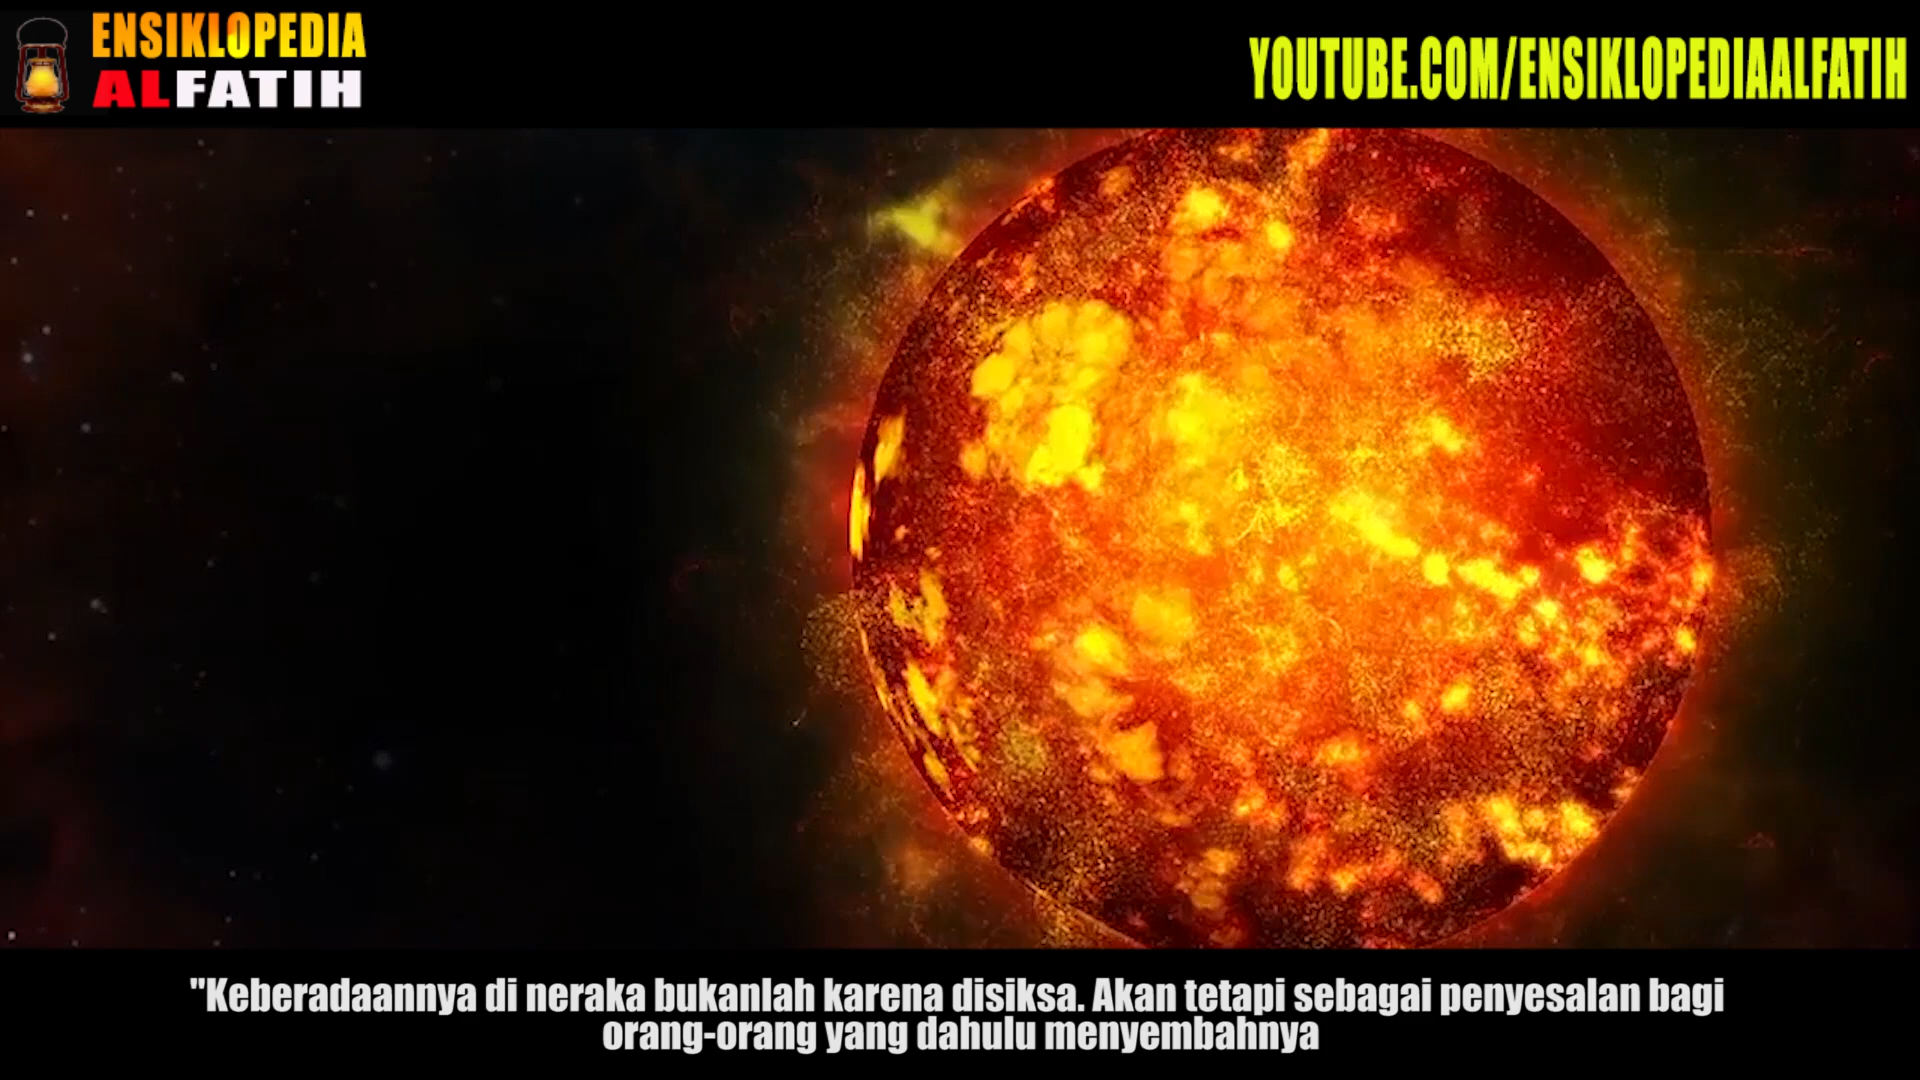 ENSIKLOPEDIA
ALFATIH
YOUTUBE.COM/ENSIKLOPEDIAALFATIH
"Keberadaannya di neraka bukanlah karena disiksa. Akan tetapi sebagai penyesalan bagi
orang-orang yang dahulu menyembahnya